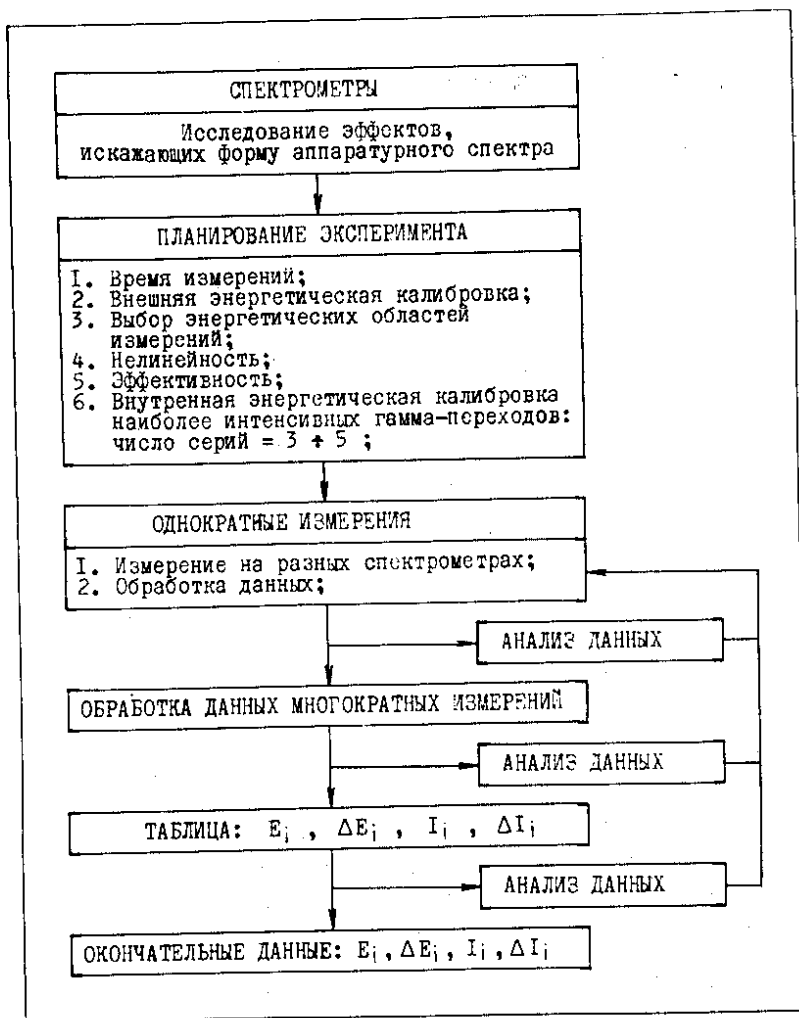 СПЕКТРОМЕТРЫ
Исследование эффектов,
искажающих форму аппаратурного спектра
ПЛАНИРОВАНИЕ ЭКСПЕРИМЕНТА
1. Время измерений;
2. Внешняя энергетическая калибровка;
3. Выбор энергетических областей
измерений;
4. Нелинейность;
5. Эффективность;
6. Внутренная энергетическая калибровка
наиболее интенсивных гамма-переходов:
число серий = 3 ÷ 5 ;
ОДНОКРАТНЫЕ ИЗМЕРЕНИЯ
1. Измерение на разных спектрометрах;
2. Обработка данных;
АНАЛИЗ ДАННЫХ
ОБРАБОТКА ДАННЫХ МНОГОКРАТНЫХ ИЗМЕРЕНИЙ
АНАЛИЗ ДАННЫХ
ТАБЛИЦА: Ei , ΔEi , Ii , ΔIi
АНАЛИЗ ДАННЫХ
ОКОНЧАТЕЛЬНЫЕ ДАННЫЕ: Ei , ΔEi , Ii , ΔIi